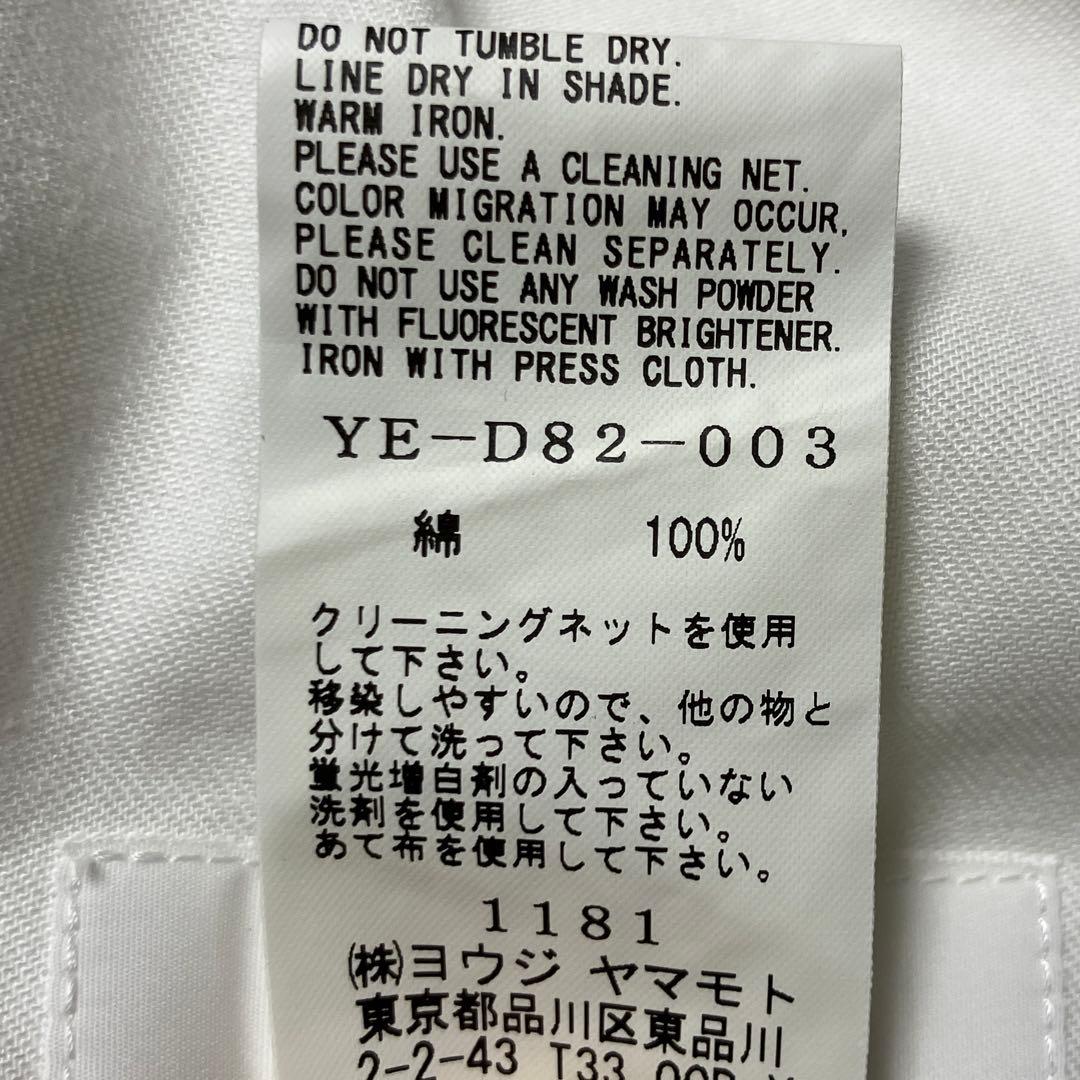 DO NOT TUMBLE DRY.
LINE DRY IN SHADE.
WARM IRON.
PLEASE USE A CLEANING NET.
COLOR MIGRATION MAY OCCUR,
PLEASE CLEAN SEPARATELY.
DO NOT USE ANY WASH POWDER
WITH FLUORESCENT BRIGHTENER.
IRON WITH PRESS CLOTH.
YE-D82-003
綿 100%
クリーニングネットを使用
して下さい。
移染しやすいので、他の物と
分けて洗って下さい。
蛍光増白剤の入っていない
洗剤を使用して下さい。
あて布を使用して下さい。
1181
㈱ヨウジ ヤマモト
東京都品川区東品川
2-2-43 T33